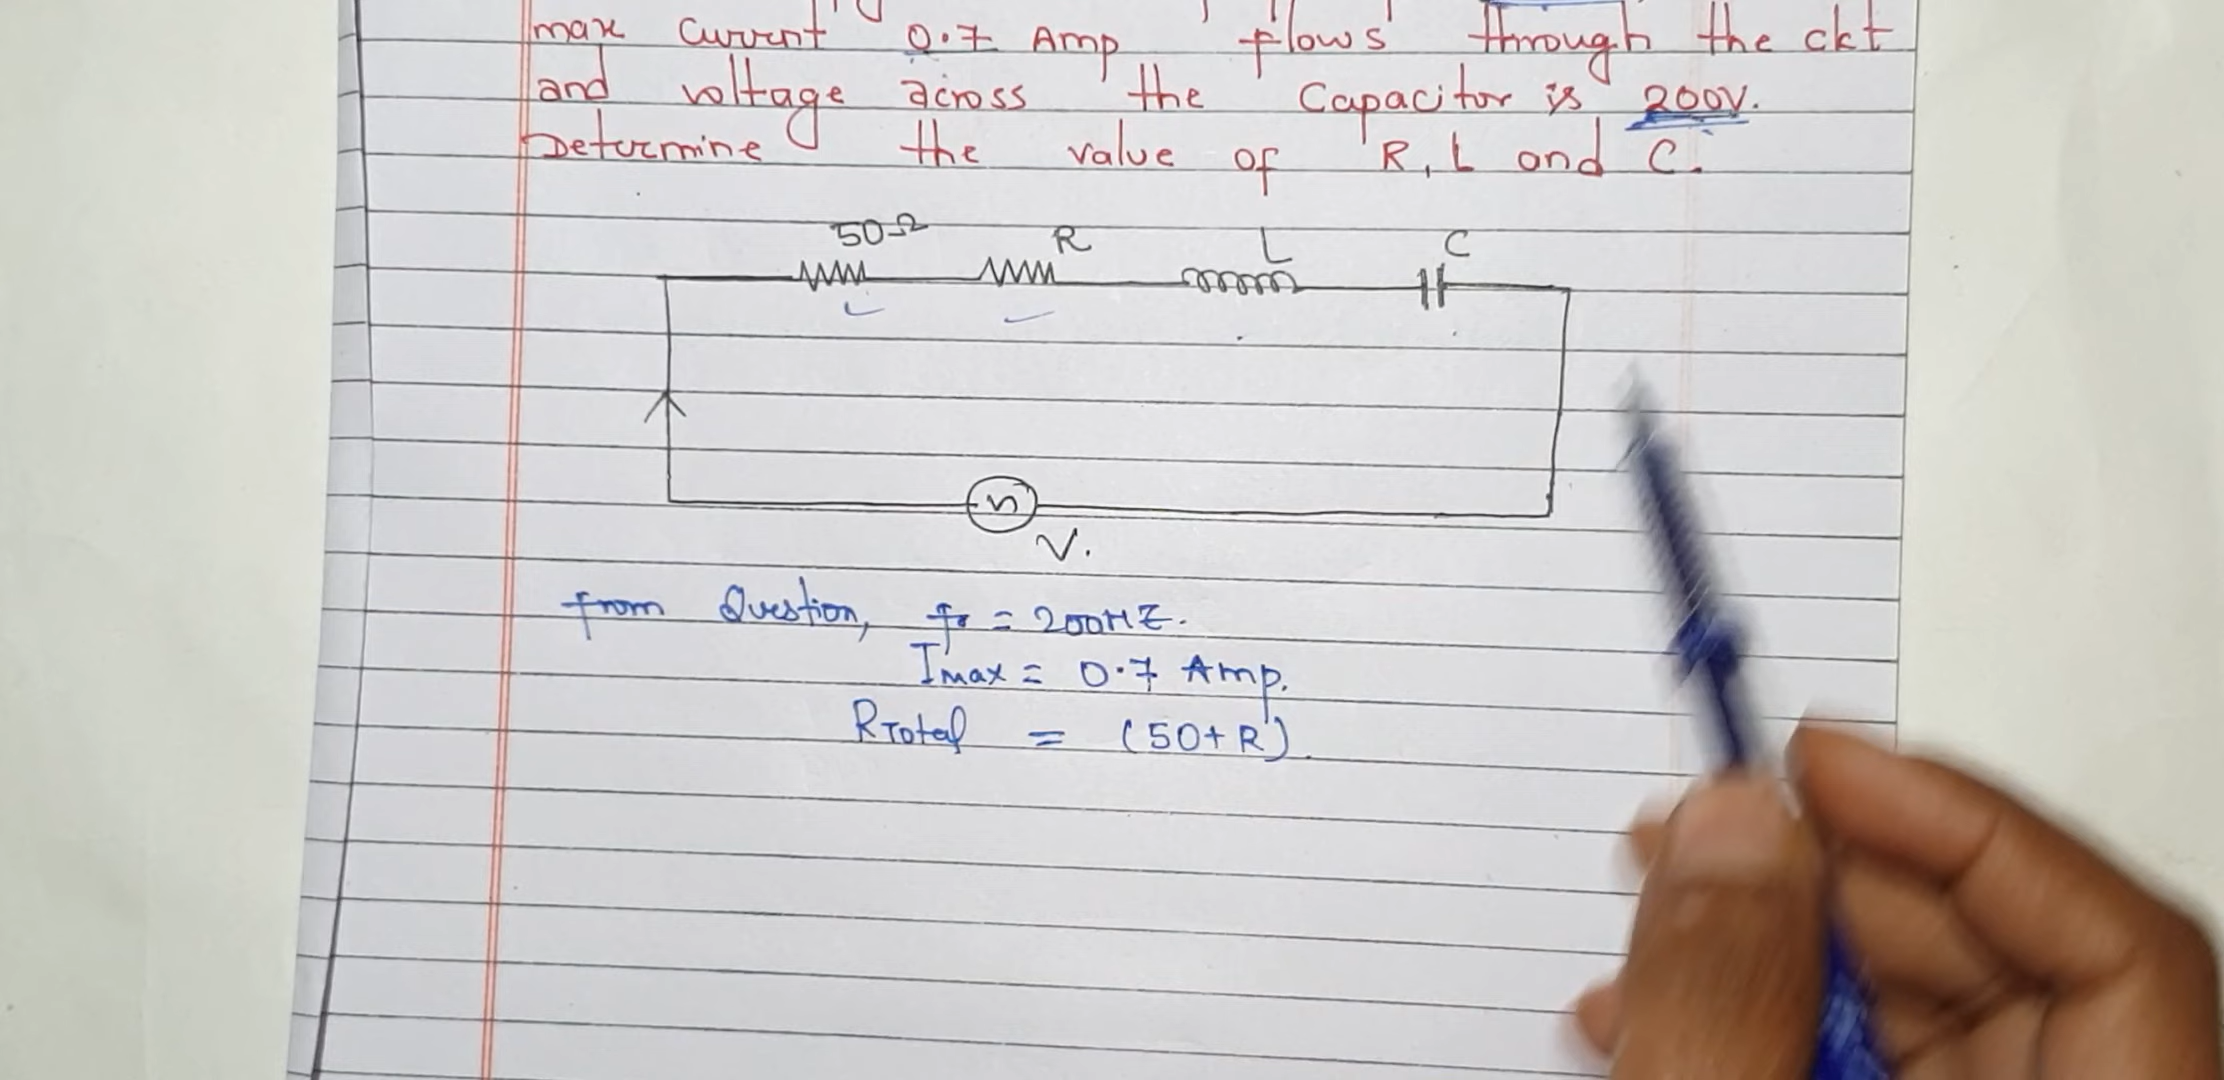 max current 0.7 Amp flows through the ckt
and voltage across the Capacitor is 200V.
Determine the value of R, L and C.
50Ω R L C
V.
from Question, fr = 200HZ.
Imax = 0.7 Amp.
RTotal = (50+R)